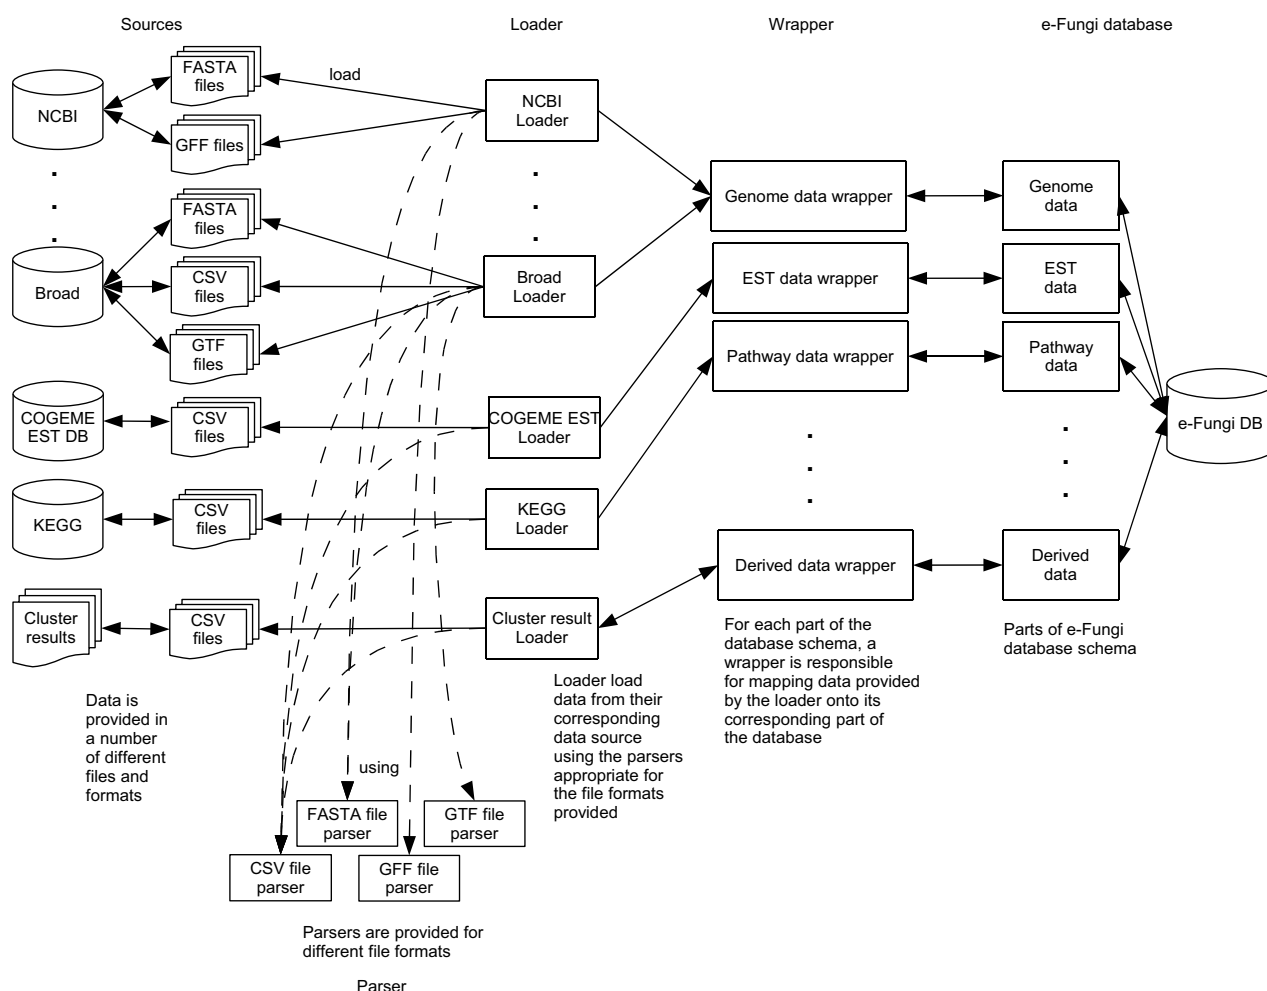 Sources
Loader
Wrapper
e-Fungi database
NCBI
FASTA
files
load
GFF files
NCBI
Loader
FASTA
files
Broad
CSV
files
GTF
files
Broad
Loader
Genome data wrapper
Genome
data
EST data wrapper
EST
data
Pathway data wrapper
Pathway
data
e-Fungi DB
COGEME
EST DB
CSV
files
COGEME EST
Loader
KEGG
CSV
files
KEGG
Loader
Derived data wrapper
Derived
data
Cluster
results
CSV
files
Cluster result
Loader
Data is
provided in
a number
of different
files and
formats
Loader load
data from their
corresponding
data source
using the parsers
appropriate for
the file formats
provided
For each part of the
database schema, a
wrapper is responsible
for mapping data provided
by the loader onto its
corresponding part of
the database
Parts of e-Fungi
database schema
using
FASTA file
parser
GTF file
parser
CSV file
parser
GFF file
parser
Parsers are provided for
different file formats
Parser